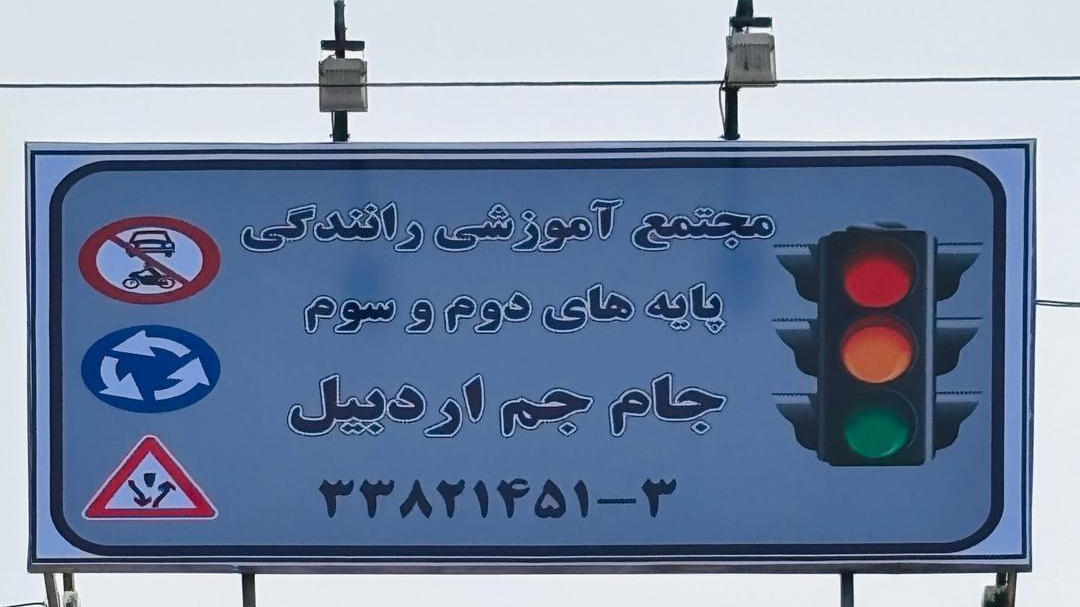 مجتمع آموزشی رانندگی
پایه های دوم و سوم
جام جم اردبیل
۳۳۸۲۱۴۵۱-۳